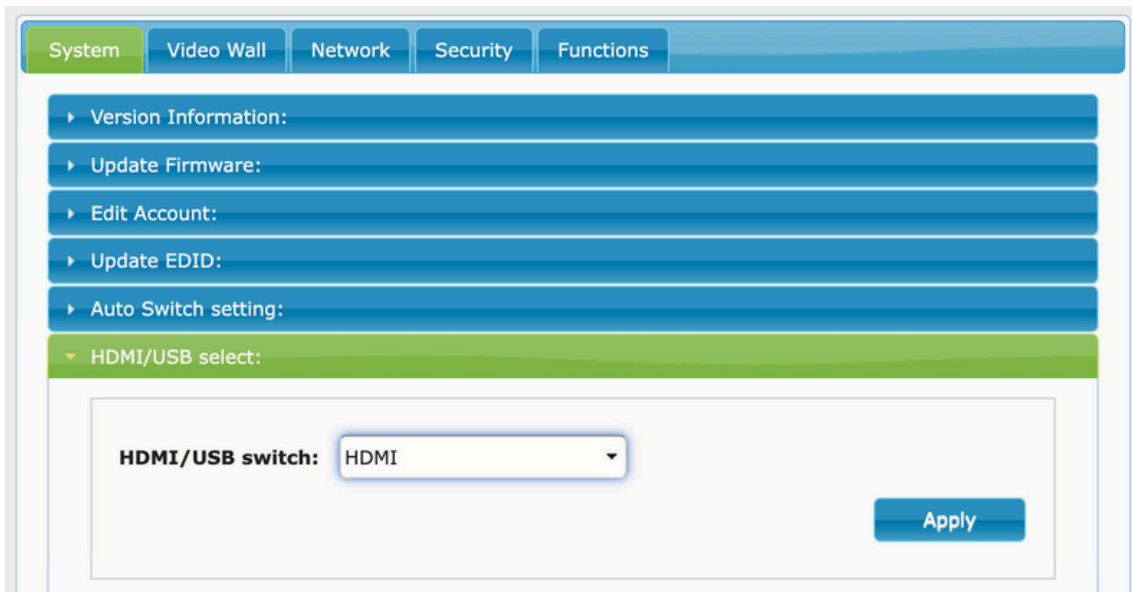 System Video Wall Network Security Functions
Version Information:
Update Firmware:
Edit Account:
Update EDID:
Auto Switch setting:
HDMI/USB select:
HDMI/USB switch: HDMI
Apply